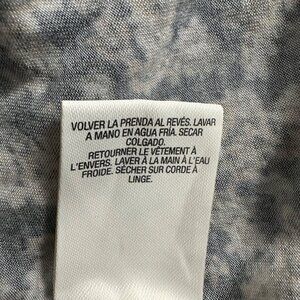 VOLVER LA PRENDA AL REVÉS. LAVAR
A MANO EN AGUA FRÍA. SECAR
COLGADO.
RETOURNER LE VÊTEMENT À
L'ENVERS. LAVER À LA MAIN À L'EAU
FROIDE. SÉCHER SUR CORDE À
LINGE.